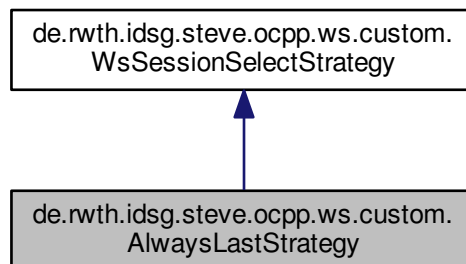 de.rwth.idsg.steve.ocpp.ws.custom.
WsSessionSelectStrategy
de.rwth.idsg.steve.ocpp.ws.custom.
AlwaysLastStrategy